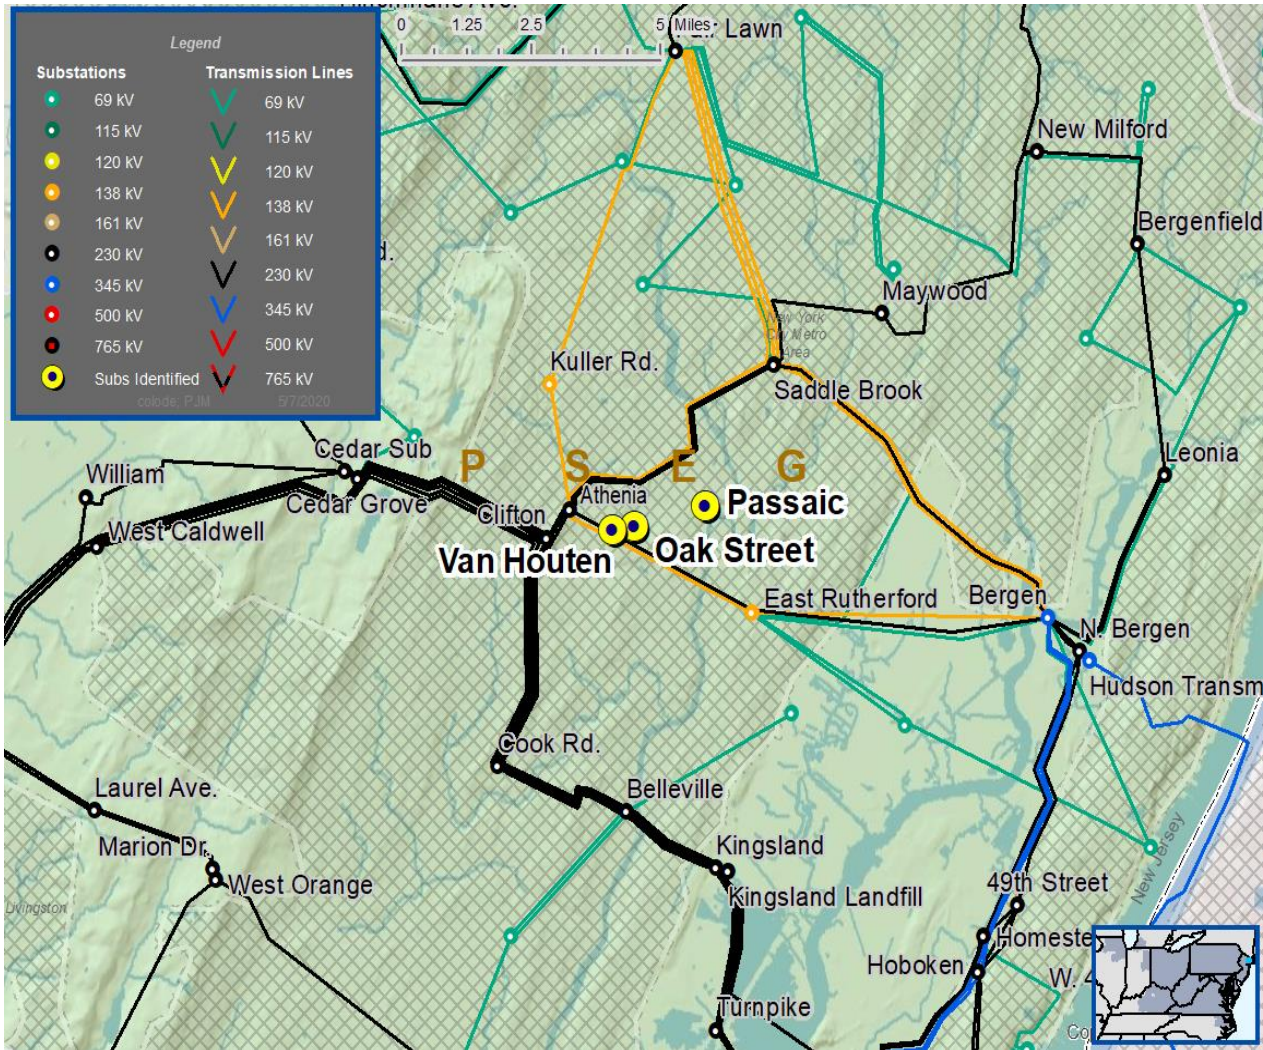 0 1.25 2.5 5 Miles
Lawn
Legend
Substations Transmission Lines
69 kV 69 kV
115 kV 115 kV
120 kV 120 kV
138 kV 138 kV
161 kV 161 kV
230 kV 230 kV
345 kV 345 kV
500 kV 500 kV
765 kV 765 kV
Subs Identified
PJM 5/7/2020
New Milford
Bergenfield
d.
Maywood
New York
City Metro
Area
Kuller Rd.
Saddle Brook
Cedar Sub
P S E G
Leonia
William
Cedar Grove
Athenia
Passaic
Clifton
West Caldwell
Van Houten
Oak Street
East Rutherford
Bergen
N. Bergen
Hudson Transm
Cook Rd.
Laurel Ave.
Belleville
Marion Dr.
Kingsland
West Orange
Kingsland Landfill
49th Street
New Jersey
Livingston
Homeste
Hoboken
W. 4
Turnpike
Co